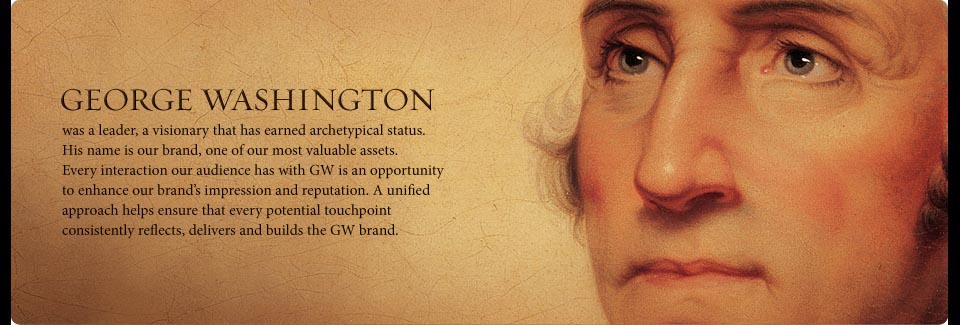 GEORGE WASHINGTON
was a leader, a visionary that has earned archetypical status.
His name is our brand, one of our most valuable assets.
Every interaction our audience has with GW is an opportunity
to enhance our brand’s impression and reputation. A unified
approach helps ensure that every potential touchpoint
consistently reflects, delivers and builds the GW brand.